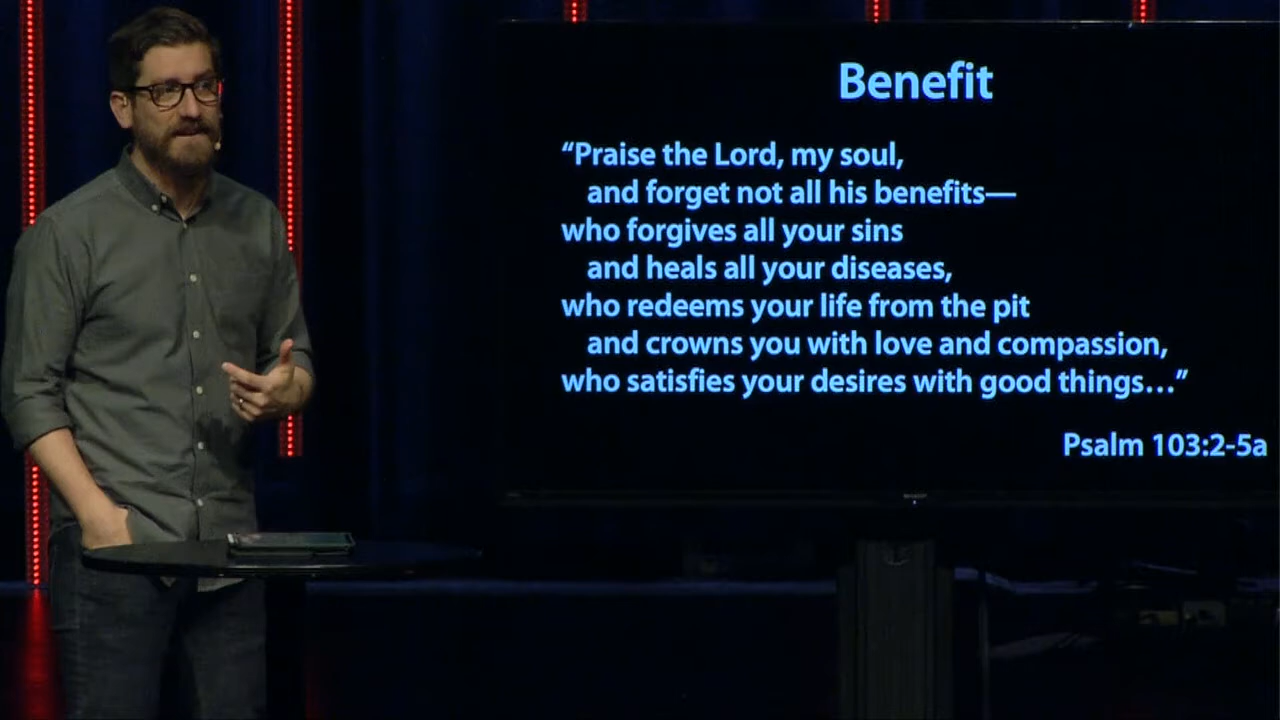 Benefit
“Praise the Lord, my soul,
and forget not all his benefits—
who forgives all your sins
and heals all your diseases,
who redeems your life from the pit
and crowns you with love and compassion,
who satisfies your desires with good things…”
Psalm 103:2-5a